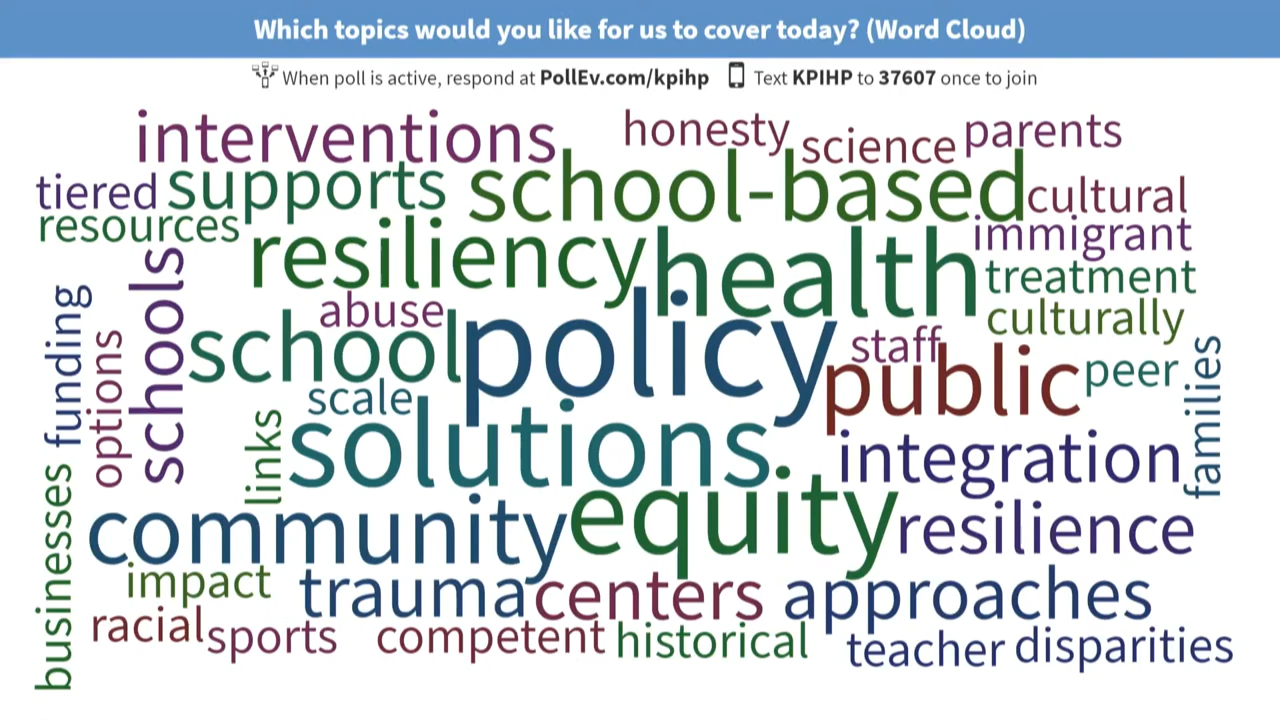 Which topics would you like for us to cover today? (Word Cloud)
When poll is active, respond at PollEv.com/kpihp Text KPIHP to 37607 once to join
interventions honesty science parents
tiered supports school-based cultural
resources resiliency health immigrant
treatment
schools abuse culturally
funding options school policy staff public peer families
scale
links solutions integration
businesses community equity resilience
impact trauma centers approaches
racial sports competent historical teacher disparities